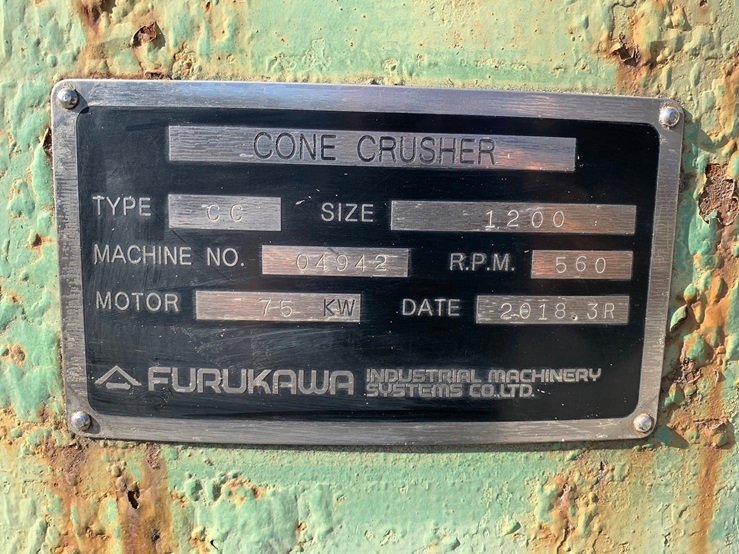 CONE CRUSHER
TYPE CC SIZE 1200
MACHINE NO. 04942 R.P.M. 560
MOTOR 75 KW DATE 2018.3R
FURUKAWA INDUSTRIAL MACHINERY
SYSTEMS CO.LTD.